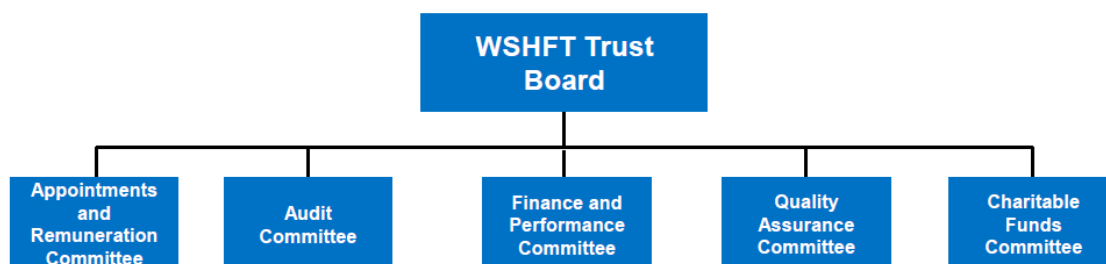 WSHFT Trust
Board
Appointments
and
Remuneration
Committee
Audit
Committee
Finance and
Performance
Committee
Quality
Assurance
Committee
Charitable
Funds
Committee